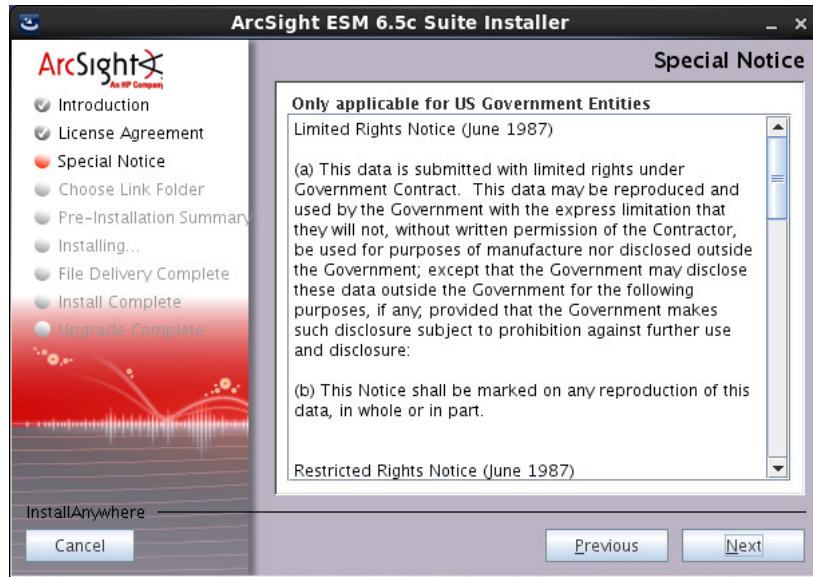 ArcSight ESM 6.5c Suite Installer
ArcSight
An HP Company
Special Notice
Introduction
License Agreement
Special Notice
Choose Link Folder
Pre-Installation Summary
Installing...
File Delivery Complete
Install Complete
Upgrade Complete
Only applicable for US Government Entities
Limited Rights Notice (June 1987)
(a) This data is submitted with limited rights under
Government Contract. This data may be reproduced and
used by the Government with the express limitation that
they will not, without written permission of the Contractor,
be used for purposes of manufacture nor disclosed outside
the Government; except that the Government may disclose
these data outside the Government for the following
purposes, if any; provided that the Government makes
such disclosure subject to prohibition against further use
and disclosure:
(b) This Notice shall be marked on any reproduction of this
data, in whole or in part.
Restricted Rights Notice (June 1987)
InstallAnywhere
Cancel
Previous
Next